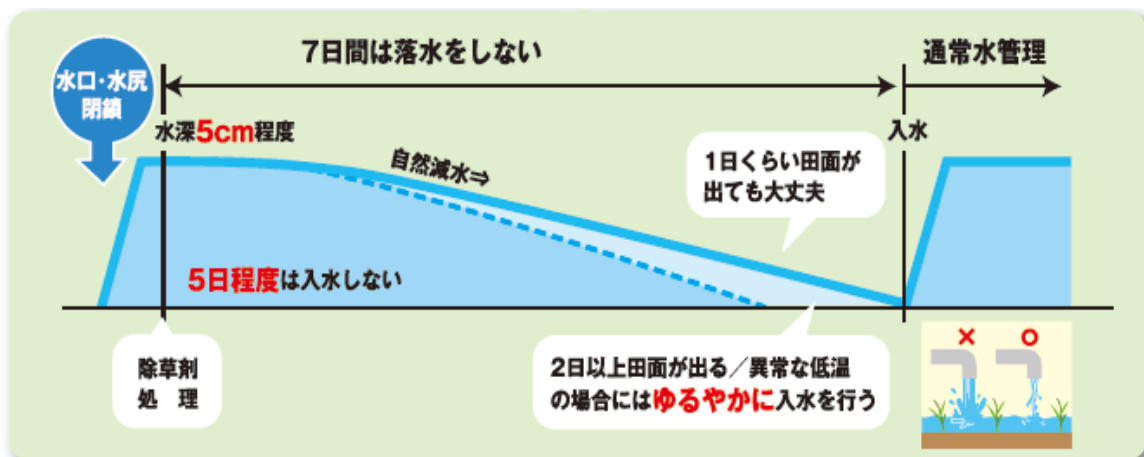 7日間は落水をしない
通常水管理
水口・水尻
閉鎖
水深5cm程度
入水
自然減水⇒
1日くらい田面が
出ても大丈夫
5日程度は入水しない
除草剤
処　理
2日以上田面が出る／異常な低温
の場合にはゆるやかに入水を行う
×
○